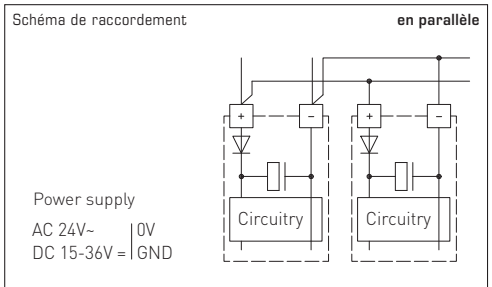 Schéma de raccordement en parallèle
+ – + –
Circuitry Circuitry
Power supply
AC 24V~ | 0V
DC 15-36V = | GND